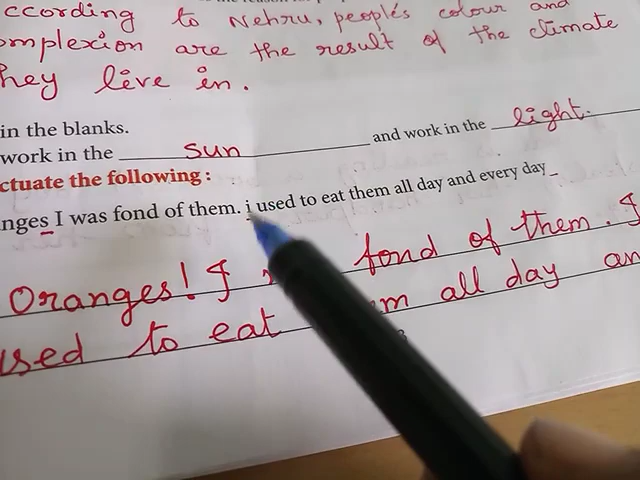 ccording to Nehru, people's colour and
omplexion are the result of the climate
hey live in.
in the blanks.
work in the sun and work in the light.
ctuate the following :
nges I was fond of them. i used to eat them all day and every day
Oranges! I fond of them. I
used to eat m all day an